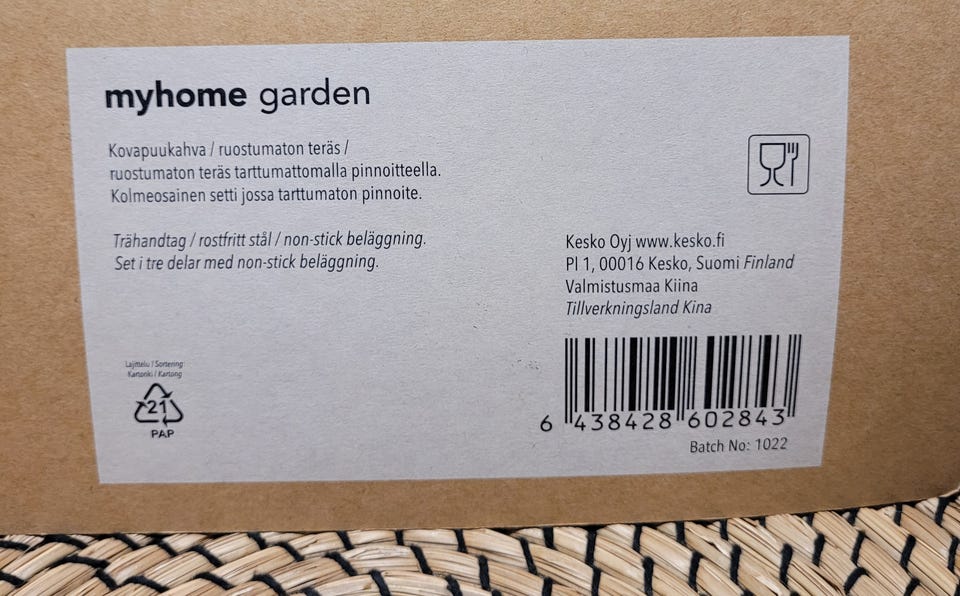 myhome garden
Kovapuukahva / ruostumaton teräs /
ruostumaton teräs tarttumattomalla pinnoitteella.
Kolmeosainen setti jossa tarttumaton pinnoite.
Trähandtag / rostfritt stål / non-stick beläggning.
Set i tre delar med non-stick beläggning.
Kesko Oyj www.kesko.fi
Pl 1, 00016 Kesko, Suomi Finland
Valmistusmaa Kiina
Tillverkningsland Kina
Lajittelu / Sortering:
Kartonki / Kartong
21
PAP
6 438428 602843
Batch No: 1022